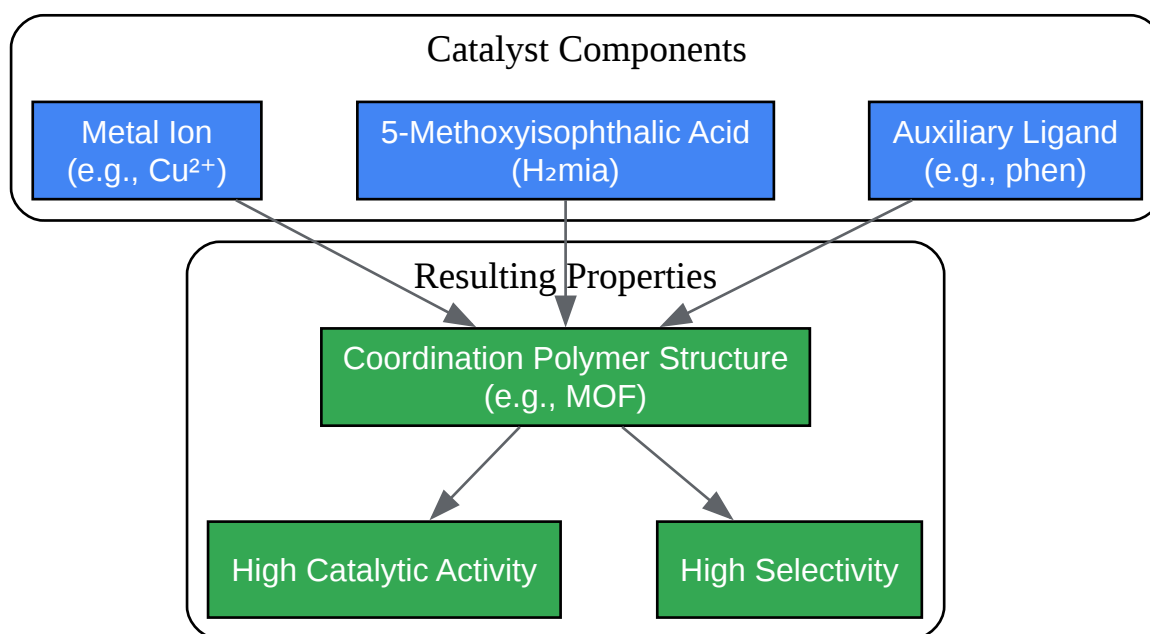 Catalyst Components
Metal Ion
(e.g., Cu²⁺)
5-Methoxyisophthalic Acid
(H₂mia)
Auxiliary Ligand
(e.g., phen)
Resulting Properties
Coordination Polymer Structure
(e.g., MOF)
High Catalytic Activity
High Selectivity